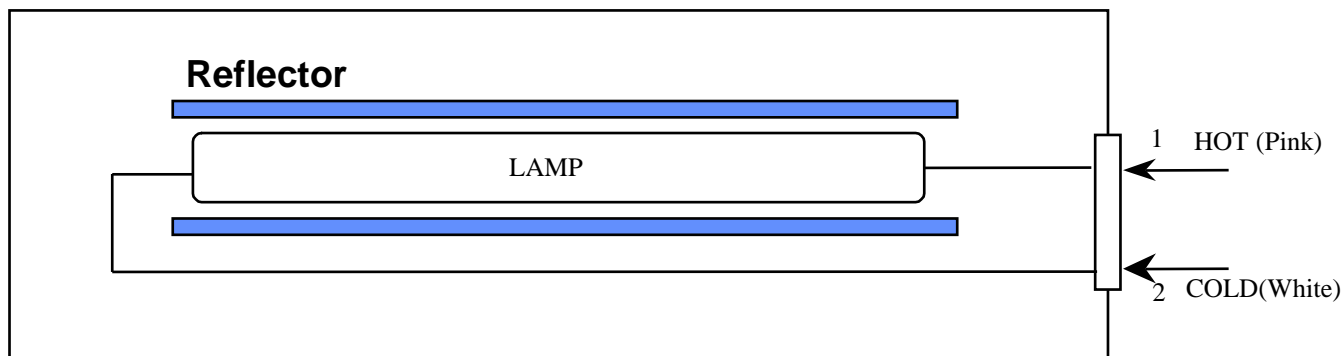 Reflector
LAMP
1
HOT (Pink)
2
COLD(White)